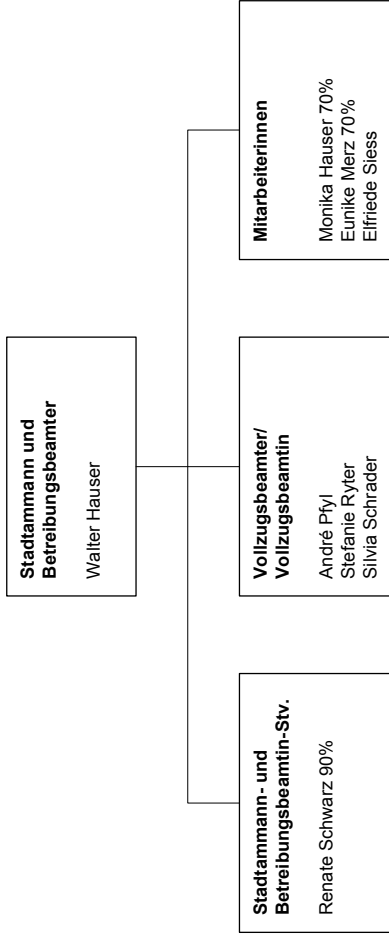 Stadtammann und
Betreibungsbeamter
Walter Hauser
Stadtammann- und
Betreibungsbeamtin-Stv.
Renate Schwarz 90%
Vollzugsbeamter/
Vollzugsbeamtin
André Pfyl
Stefanie Ryter
Silvia Schrader
Mitarbeiterinnen
Monika Hauser 70%
Eunike Merz 70%
Elfriede Siess